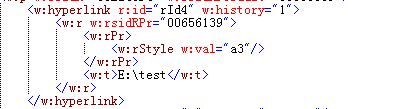 <w:hyperlink r:id="rId4" w:history="1">
<w:r w:rsidRPr="00656139">
<w:rPr>
<w:rStyle w:val="a3"/>
</w:rPr>
<w:t>E:\test</w:t>
</w:r>
</w:hyperlink>